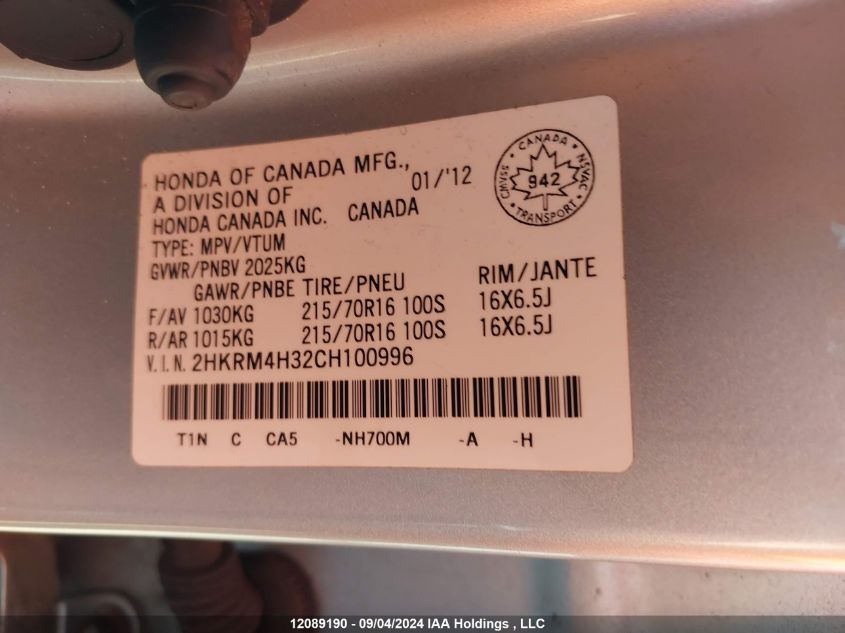 HONDA OF CANADA MFG., 01/'12
A DIVISION OF
HONDA CANADA INC. CANADA
TYPE: MPV/VTUM
GVWR/PNBV 2025KG
GAWR/PNBE TIRE/PNEU RIM/JANTE
F/AV 1030KG 215/70R16 100S 16X6.5J
R/AR 1015KG 215/70R16 100S 16X6.5J
V.I.N. 2HKRM4H32CH100996
T1N C CA5 -NH700M -A -H
CANADA
CMVSS 942 NSVAC
TRANSPORT
12089190 - 09/04/2024 IAA Holdings , LLC